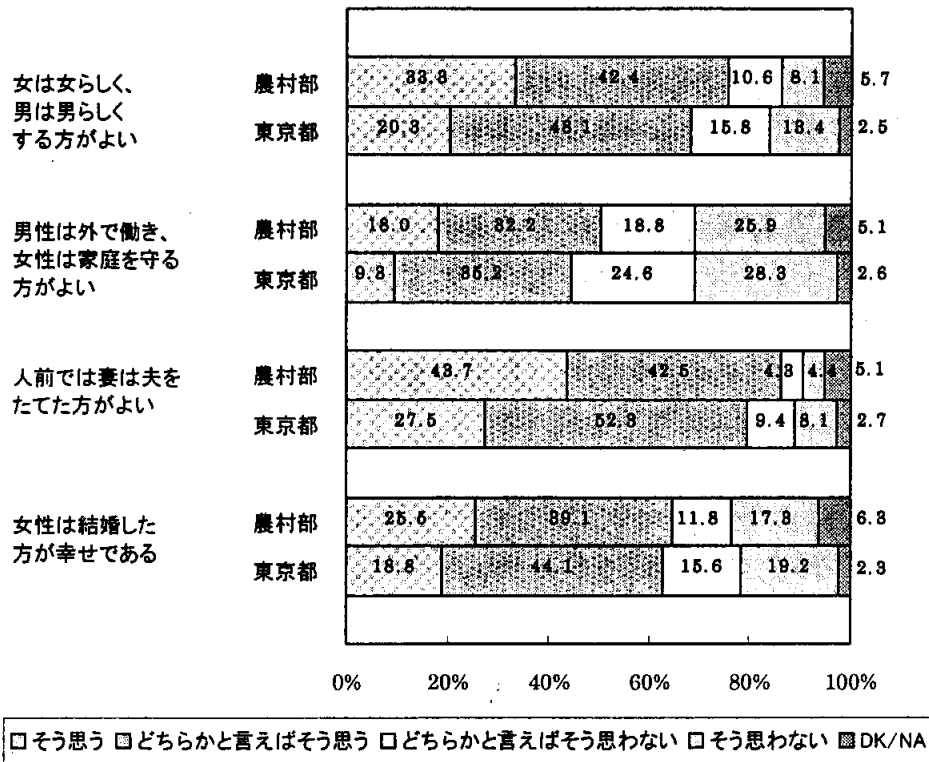 女は女らしく、
男は男らしく
する方がよい
農村部 33.3 42.4 10.6 8.1 5.7
東京都 20.3 48.1 15.8 13.4 2.5
男性は外で働き、
女性は家庭を守る
方がよい
農村部 18.0 32.2 18.8 25.9 5.1
東京都 9.3 35.2 24.6 28.3 2.6
人前では妻は夫を
たてた方がよい
農村部 43.7 42.5 4.3 4.4 5.1
東京都 27.5 52.3 9.4 8.1 2.7
女性は結婚した
方が幸せである
農村部 25.5 39.1 11.8 17.3 6.3
東京都 18.8 44.1 15.6 19.2 2.3
0% 20% 40% 60% 80% 100%
そう思う どちらかと言えばそう思う どちらかと言えばそう思わない そう思わない DK/NA